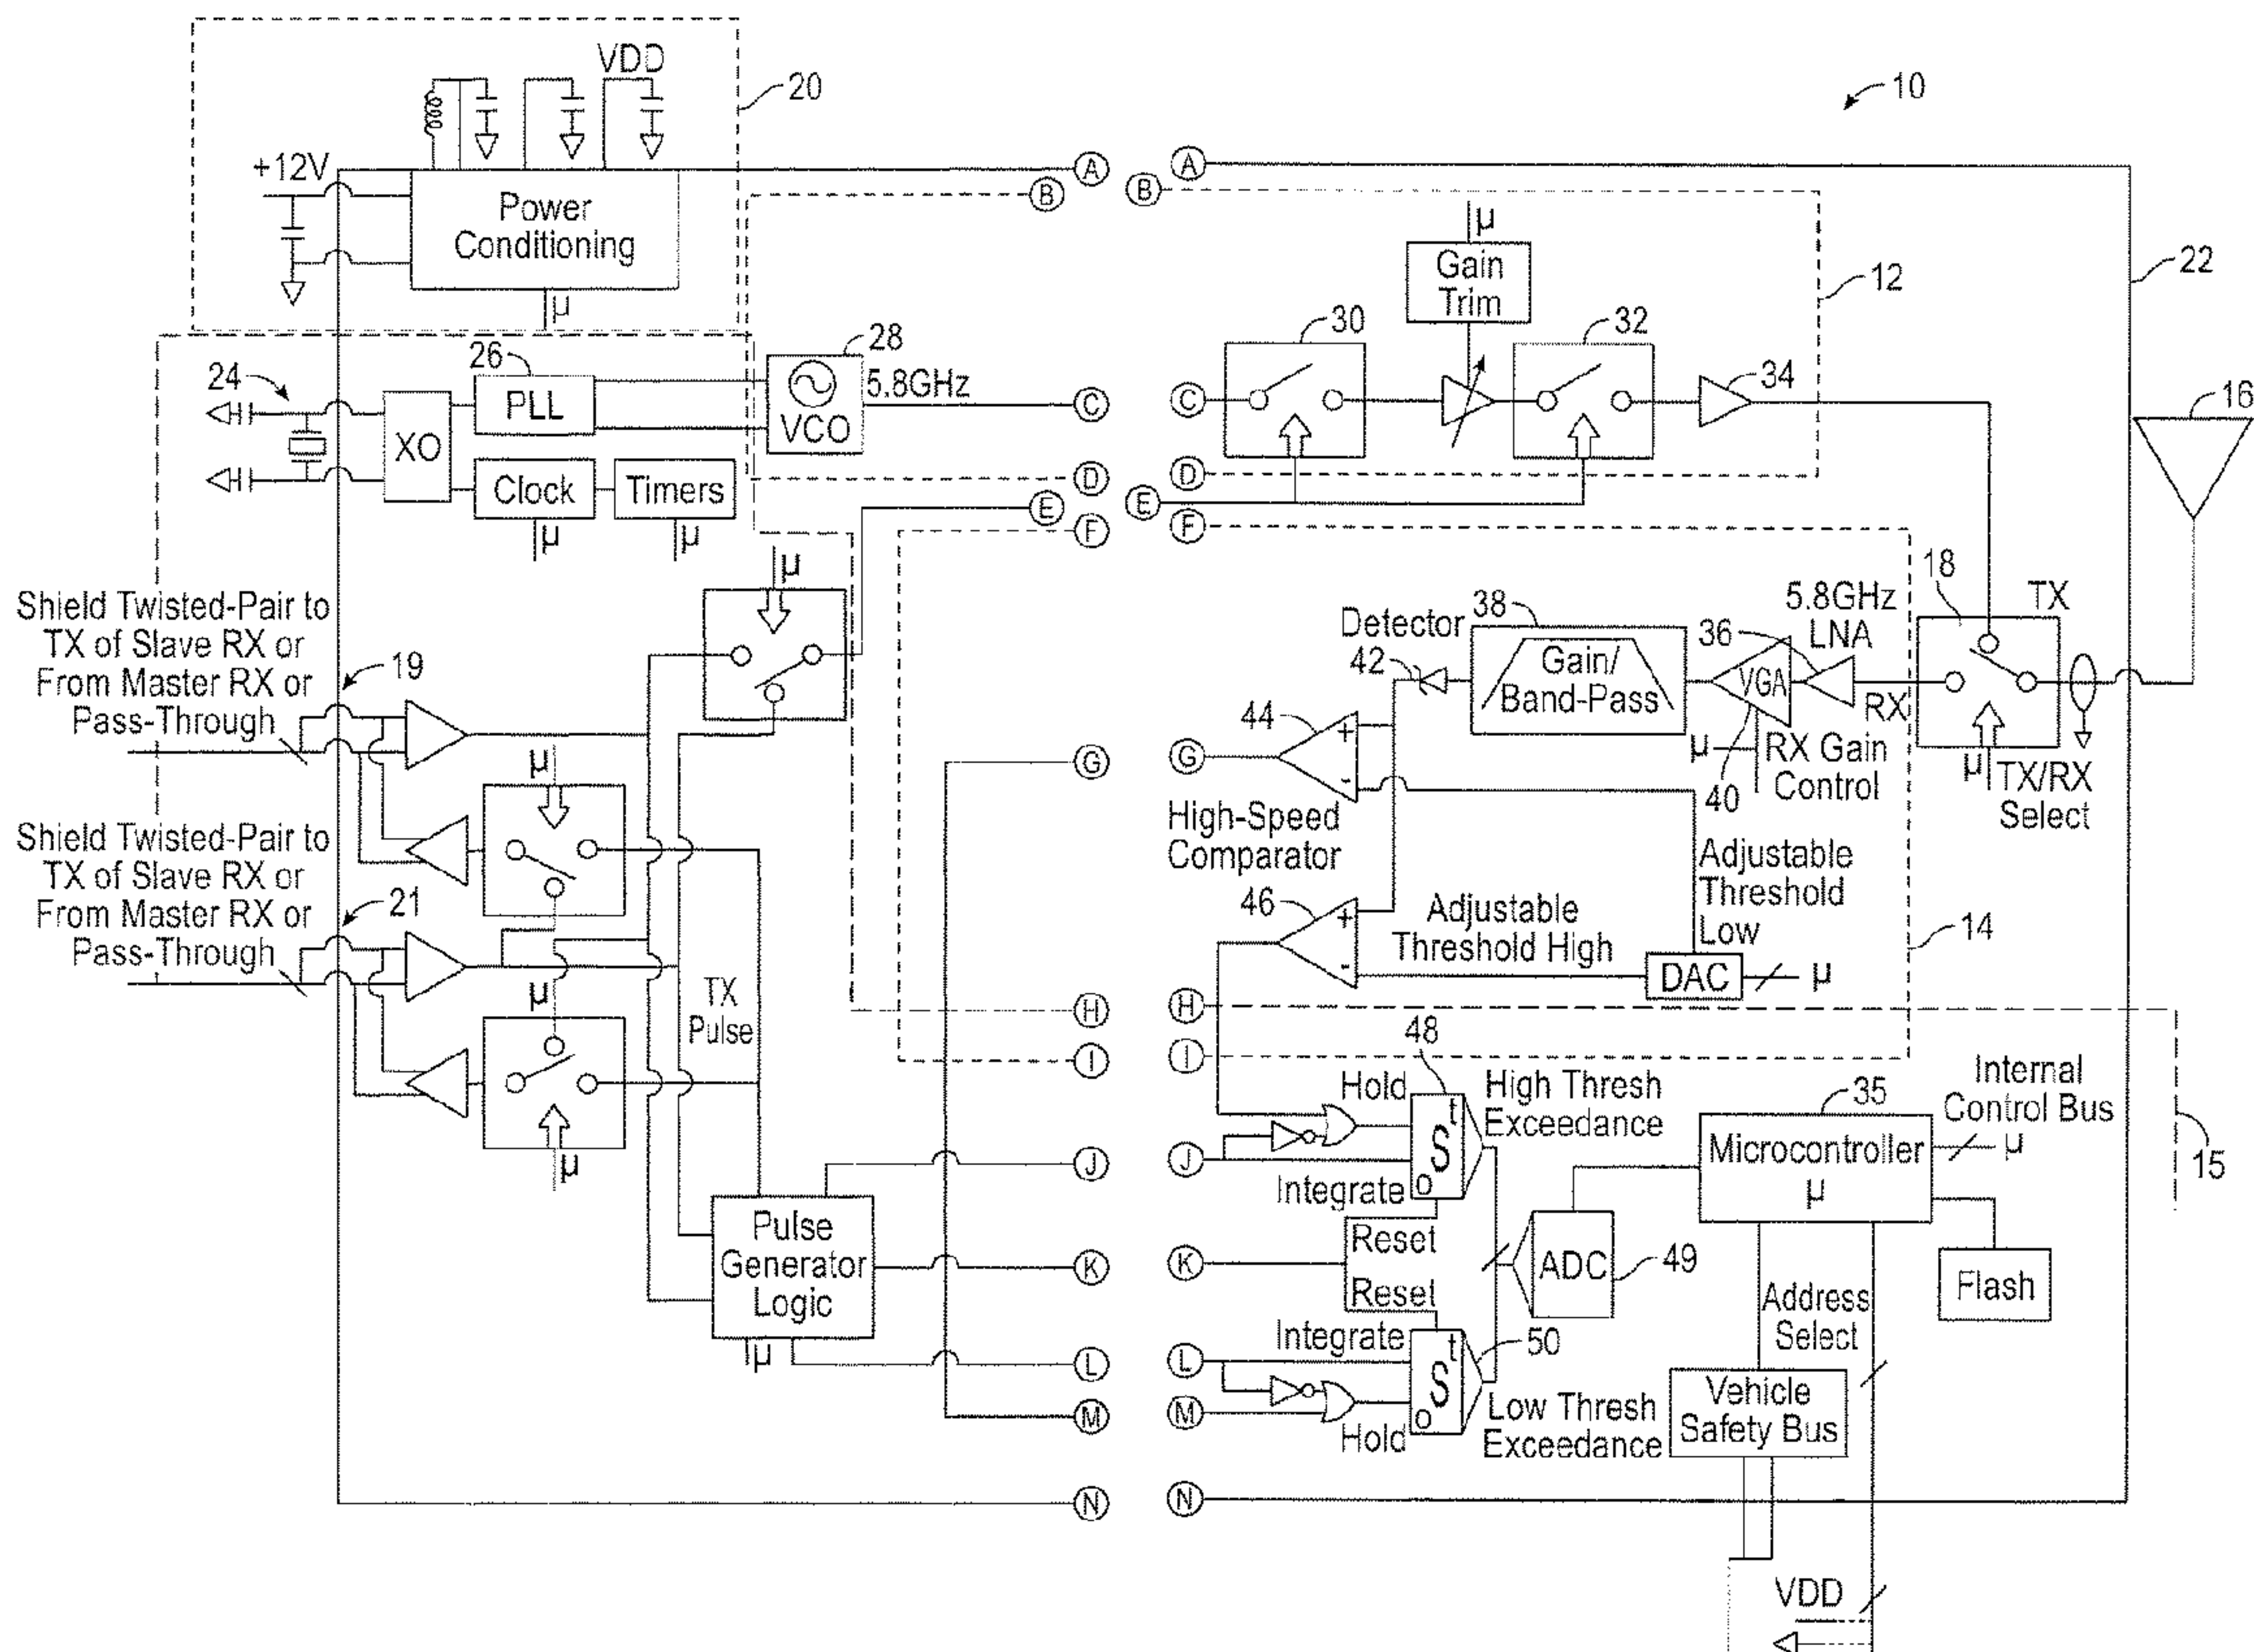 VDD
20
10
+12V
Power
Conditioning
μ
A
B
A
B
μ
Gain
Trim
12
22
24
26
PLL
XO
28
5.8GHz
VCO
Clock
Timers
μ
μ
C
D
E
F
C
D
E
F
30
32
34
16
Shield Twisted-Pair to
TX of Slave RX or
From Master RX or
Pass-Through
19
μ
μ
Shield Twisted-Pair to
TX of Slave RX or
From Master RX or
Pass-Through
21
μ
μ
TX
Pulse
Detector
42
38
Gain/
Band-Pass
36
5.8GHz
LNA
VGA
RX
18
TX
μ
RX Gain
Control
40
μ
TX/RX
Select
G
G
44
+
-
High-Speed
Comparator
46
+
-
Adjustable
Threshold High
Adjustable
Threshold
Low
DAC
μ
14
H
I
H
I
Pulse
Generator
Logic
μ
J
K
L
M
N
J
K
L
M
N
Hold
48
t
S
o
High Thresh
Exceedance
Integrate
Reset
Reset
Integrate
t
S
o
50
Hold
Low Thresh
Exceedance
ADC
49
35
Microcontroller
μ
Internal
Control Bus
μ
15
Flash
Address
Select
Vehicle
Safety Bus
VDD